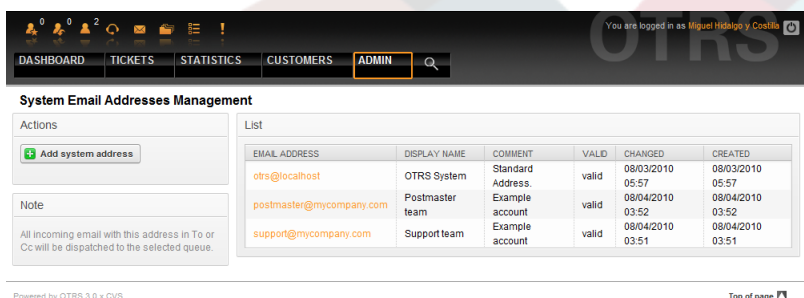 0 0 2
You are logged in as Miguel Hidalgo y Costilla
OTRS
DASHBOARD TICKETS STATISTICS CUSTOMERS ADMIN
System Email Addresses Management
Actions
Add system address
Note
All incoming email with this address in To or
Cc will be dispatched to the selected queue.
List
EMAIL ADDRESS DISPLAY NAME COMMENT VALID CHANGED CREATED
otrs@localhost OTRS System Standard Address. valid 08/03/2010 05:57 08/03/2010 05:57
postmaster@mycompany.com Postmaster team Example account valid 08/04/2010 03:52 08/04/2010 03:52
support@mycompany.com Support team Example account valid 08/04/2010 03:51 08/04/2010 03:51
Powered by OTRS 3.0.x CVS
Top of page